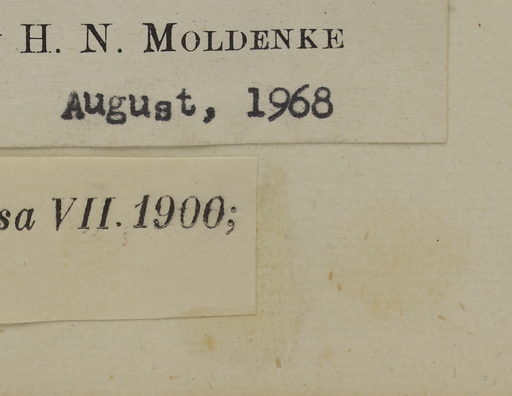 H. N. MOLDENKE
August, 1968
sa VII. 1900;